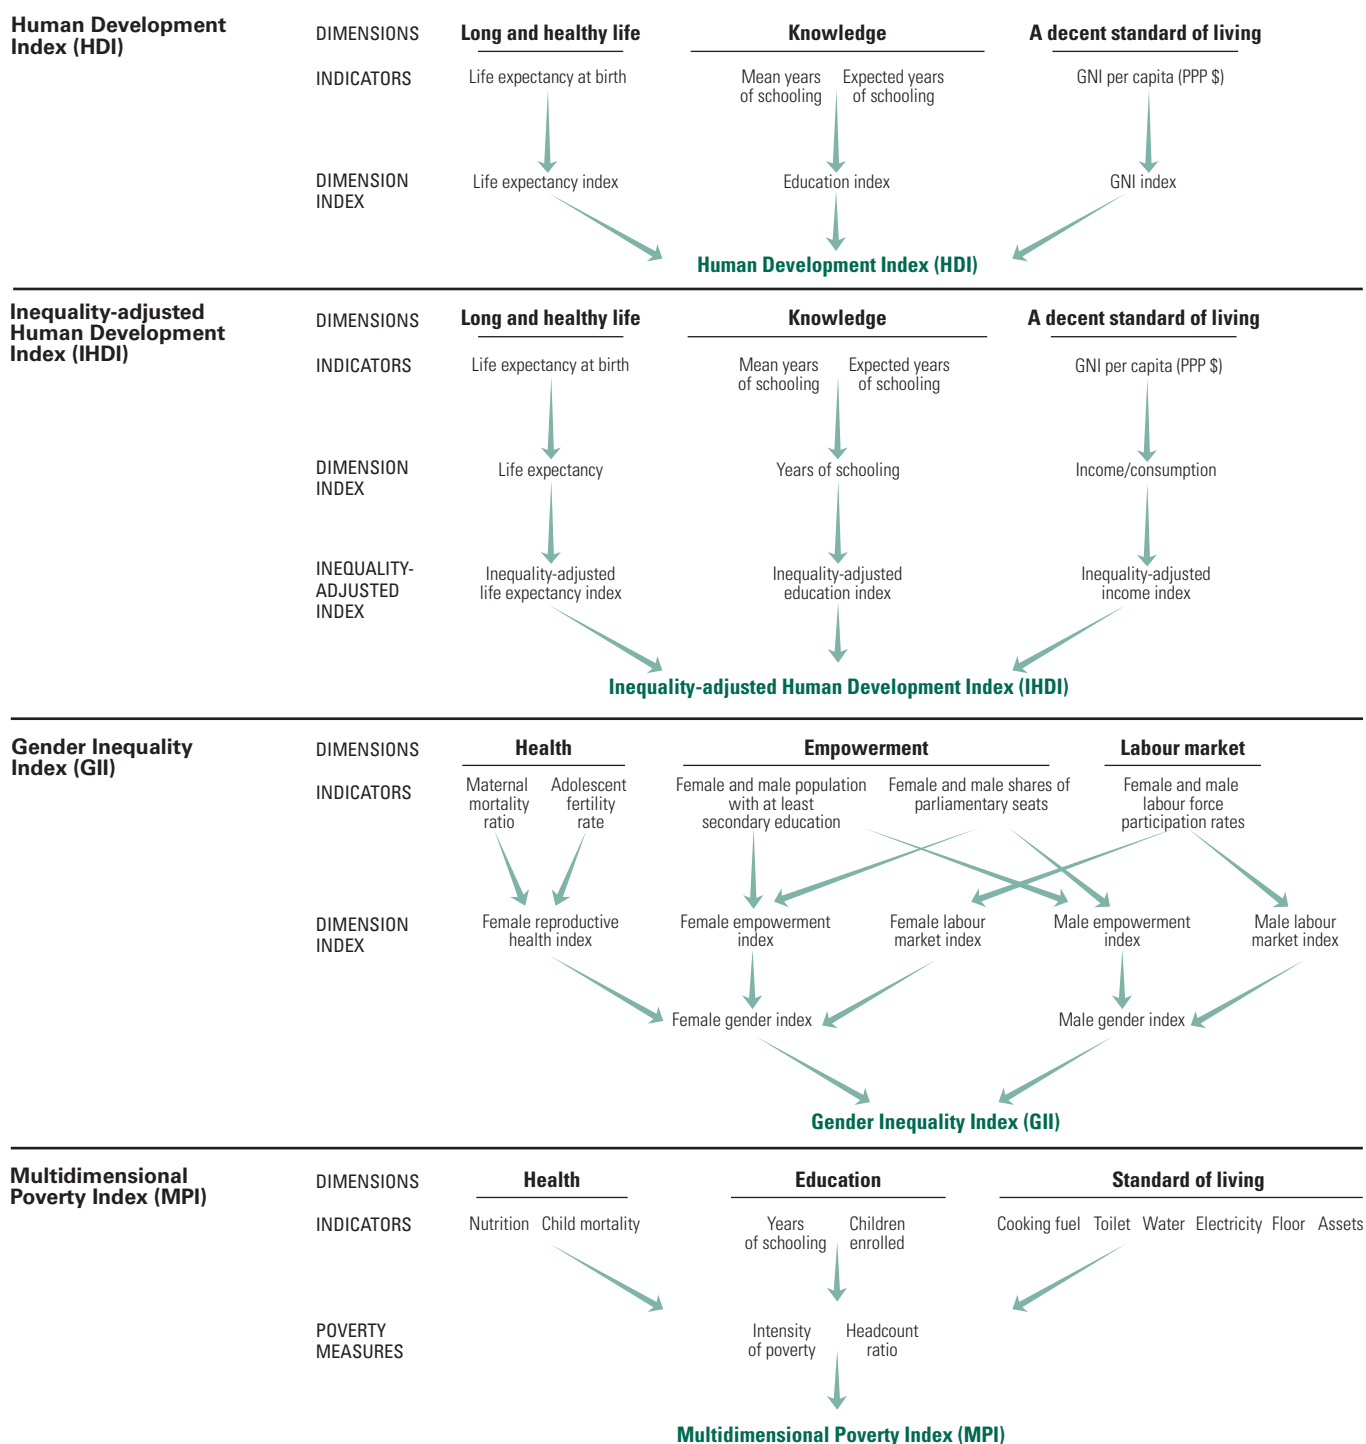 Human Development
Index (HDI)
DIMENSIONS
Long and healthy life
Knowledge
A decent standard of living
INDICATORS
Life expectancy at birth
Mean years
of schooling
Expected years
of schooling
GNI per capita (PPP $)
DIMENSION
INDEX
Life expectancy index
Education index
GNI index
Human Development Index (HDI)
Inequality-adjusted
Human Development
Index (IHDI)
DIMENSIONS
Long and healthy life
Knowledge
A decent standard of living
INDICATORS
Life expectancy at birth
Mean years
of schooling
Expected years
of schooling
GNI per capita (PPP $)
DIMENSION
INDEX
Life expectancy
Years of schooling
Income/consumption
INEQUALITY-
ADJUSTED
INDEX
Inequality-adjusted
life expectancy index
Inequality-adjusted
education index
Inequality-adjusted
income index
Inequality-adjusted Human Development Index (IHDI)
Gender Inequality
Index (GII)
DIMENSIONS
Health
Empowerment
Labour market
INDICATORS
Maternal
mortality
ratio
Adolescent
fertility
rate
Female and male population
with at least
secondary education
Female and male shares of
parliamentary seats
Female and male
labour force
participation rates
DIMENSION
INDEX
Female reproductive
health index
Female empowerment
index
Female labour
market index
Male empowerment
index
Male labour
market index
Female gender index
Male gender index
Gender Inequality Index (GII)
Multidimensional
Poverty Index (MPI)
DIMENSIONS
Health
Education
Standard of living
INDICATORS
Nutrition
Child mortality
Years
of schooling
Children
enrolled
Cooking fuel
Toilet
Water
Electricity
Floor
Assets
POVERTY
MEASURES
Intensity
of poverty
Headcount
ratio
Multidimensional Poverty Index (MPI)